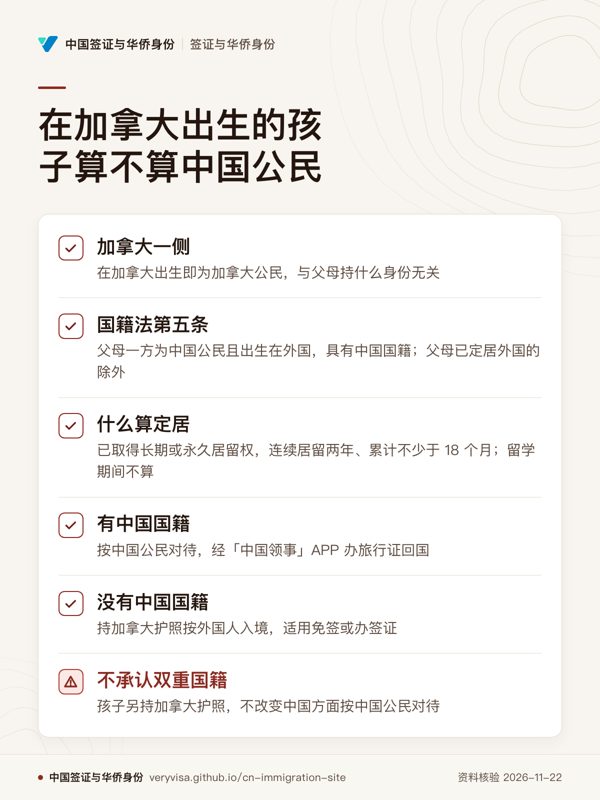 中国签证与华侨身份 签证与华侨身份
在加拿大出生的孩
子算不算中国公民
加拿大一侧
在加拿大出生即为加拿大公民，与父母持什么身份无关
国籍法第五条
父母一方为中国公民且出生在外国，具有中国国籍；父母已定居外国的
除外
什么算定居
已取得长期或永久居留权，连续居留两年、累计不少于 18 个月；留学
期间不算
有中国国籍
按中国公民对待，经「中国领事」APP 办旅行证回国
没有中国国籍
持加拿大护照按外国人入境，适用免签或办签证
不承认双重国籍
孩子另持加拿大护照，不改变中国方面按中国公民对待
中国签证与华侨身份 veryvisa.github.io/cn-immigration-site 资料核验 2026-11-22